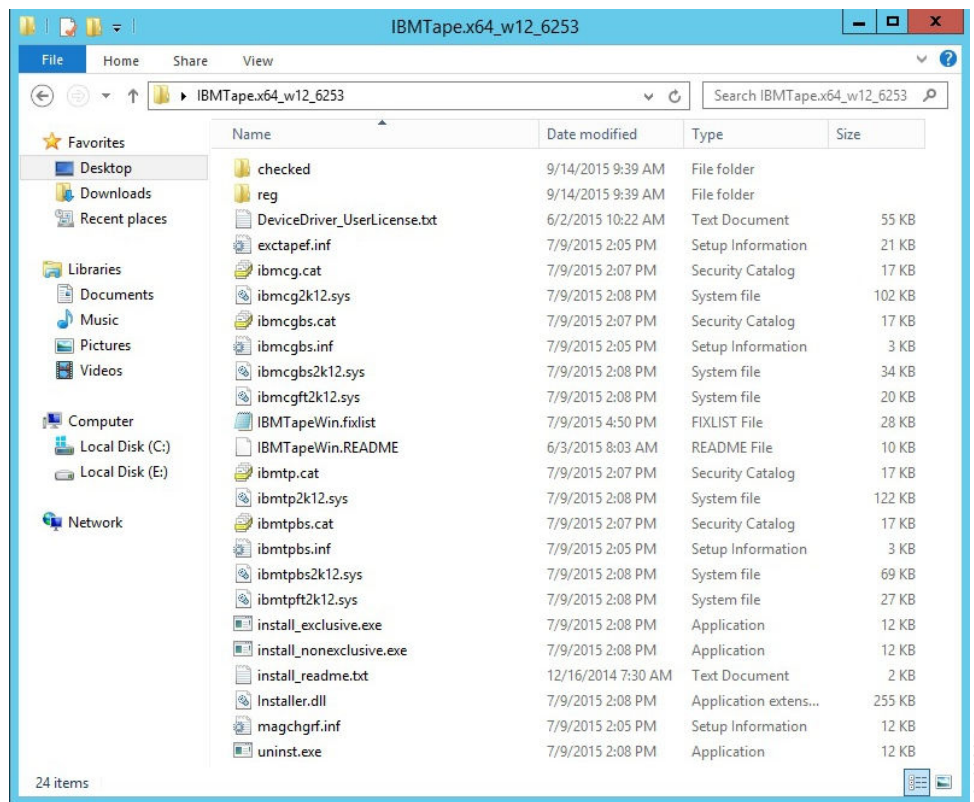 IBMTape.x64_w12_6253
File Home Share View
IBMTape.x64_w12_6253 Search IBMTape.x64_w12_6253
Favorites
Desktop
Downloads
Recent places
Libraries
Documents
Music
Pictures
Videos
Computer
Local Disk (C:)
Local Disk (E:)
Network
Name Date modified Type Size
checked 9/14/2015 9:39 AM File folder
reg 9/14/2015 9:39 AM File folder
DeviceDriver_UserLicense.txt 6/2/2015 10:22 AM Text Document 55 KB
exctapef.inf 7/9/2015 2:05 PM Setup Information 21 KB
ibmcg.cat 7/9/2015 2:07 PM Security Catalog 17 KB
ibmcg2k12.sys 7/9/2015 2:08 PM System file 102 KB
ibmcgbs.cat 7/9/2015 2:07 PM Security Catalog 17 KB
ibmcgbs.inf 7/9/2015 2:05 PM Setup Information 3 KB
ibmcgbs2k12.sys 7/9/2015 2:08 PM System file 34 KB
ibmcgft2k12.sys 7/9/2015 2:08 PM System file 20 KB
IBMTapeWin.fixlist 7/9/2015 4:50 PM FIXLIST File 28 KB
IBMTapeWin.README 6/3/2015 8:03 AM README File 10 KB
ibmtp.cat 7/9/2015 2:07 PM Security Catalog 17 KB
ibmtp2k12.sys 7/9/2015 2:08 PM System file 122 KB
ibmtpbs.cat 7/9/2015 2:07 PM Security Catalog 17 KB
ibmtpbs.inf 7/9/2015 2:05 PM Setup Information 3 KB
ibmtpbs2k12.sys 7/9/2015 2:08 PM System file 69 KB
ibmtpft2k12.sys 7/9/2015 2:08 PM System file 27 KB
install_exclusive.exe 7/9/2015 2:08 PM Application 12 KB
install_nonexclusive.exe 7/9/2015 2:08 PM Application 12 KB
install_readme.txt 12/16/2014 7:30 AM Text Document 2 KB
Installer.dll 7/9/2015 2:08 PM Application extens... 255 KB
magchgrf.inf 7/9/2015 2:05 PM Setup Information 12 KB
uninst.exe 7/9/2015 2:08 PM Application 12 KB
24 items